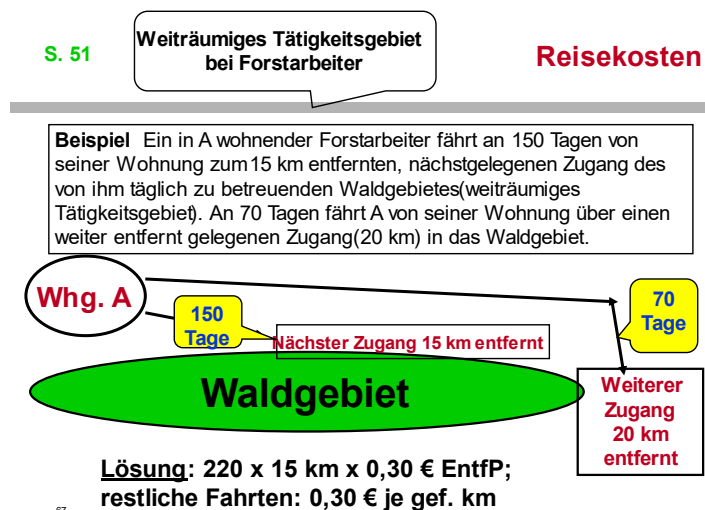 S. 51
Weiträumiges Tätigkeitsgebiet
bei Forstarbeiter
Reisekosten
Beispiel Ein in A wohnender Forstarbeiter fährt an 150 Tagen von
seiner Wohnung zum 15 km entfernten, nächstgelegenen Zugang des
von ihm täglich zu betreuenden Waldgebietes(weiträumiges
Tätigkeitsgebiet). An 70 Tagen fährt A von seiner Wohnung über einen
weiter entfernt gelegenen Zugang(20 km) in das Waldgebiet.
Whg. A
150
Tage
70
Tage
Nächster Zugang 15 km entfernt
Waldgebiet
Weiterer
Zugang
20 km
entfernt
Lösung: 220 x 15 km x 0,30 € EntfP;
restliche Fahrten: 0,30 € je gef. km